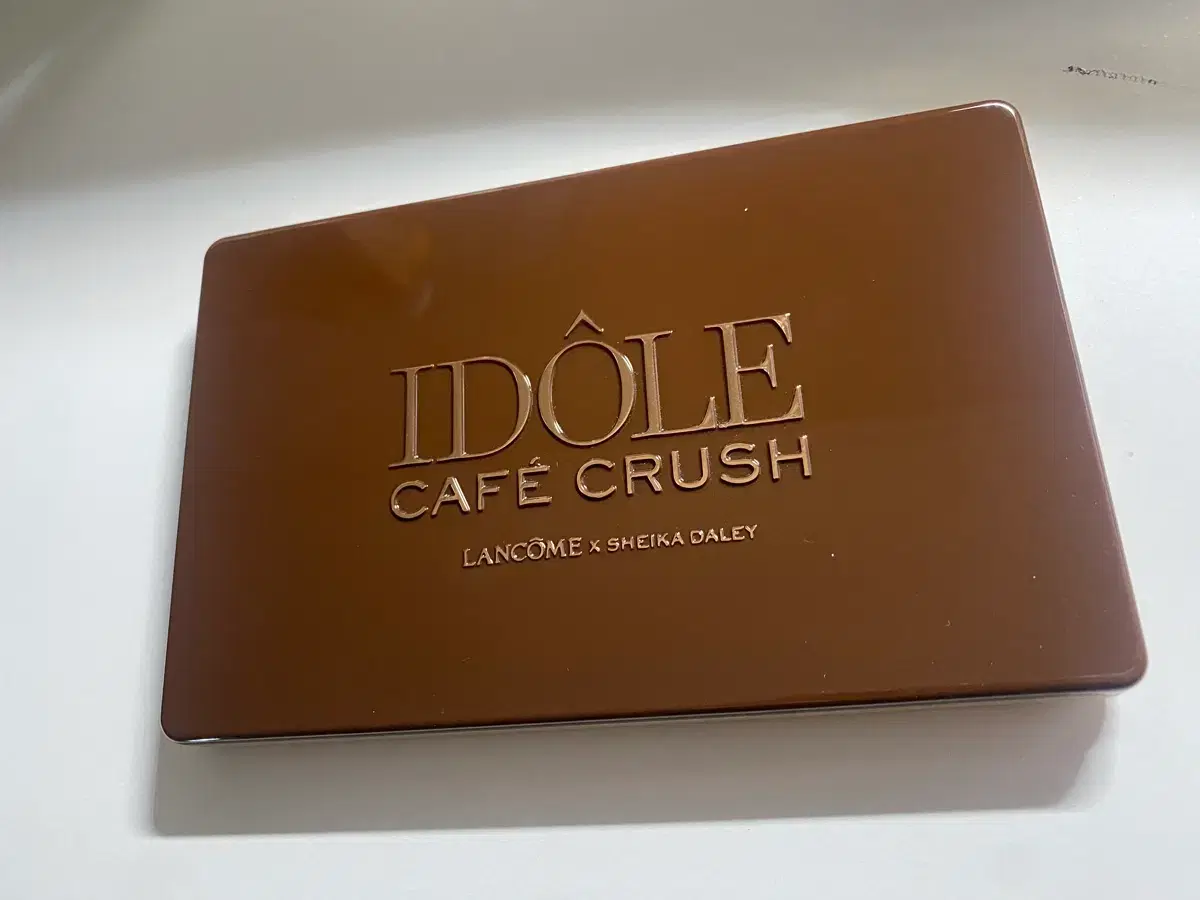 IDÔLE
CAFÉ CRUSH
LANCÔME X SHEIKA DALEY